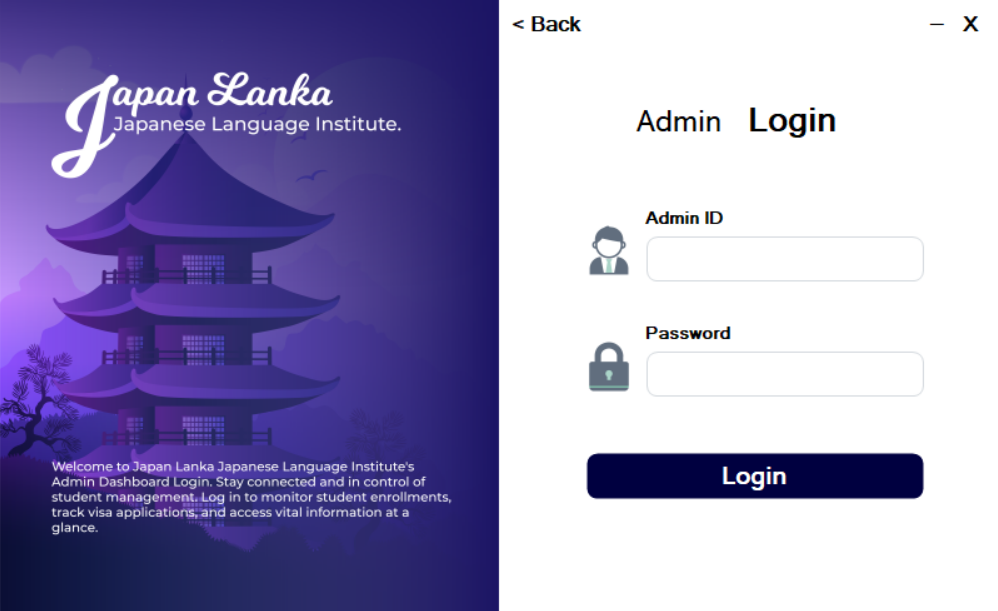 Japan Lanka
Japanese Language Institute.
Welcome to Japan Lanka Japanese Language Institute's
Admin Dashboard Login. Stay connected and in control of
student management. Log in to monitor student enrollments,
track visa applications, and access vital information at a
glance.
< Back
– X
Admin Login
Admin ID
Password
Login